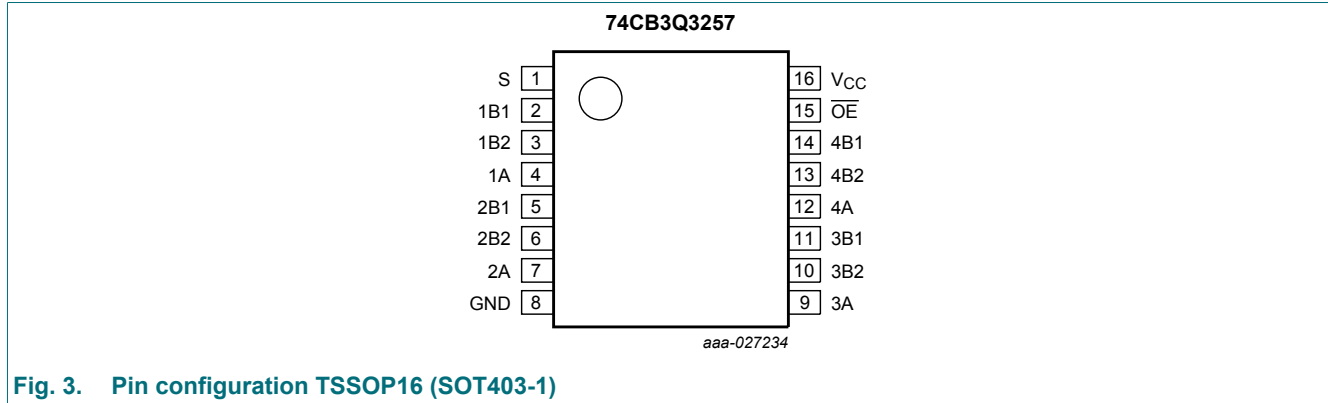 74CB3Q3257
S 1 16 VCC
1B1 2 15 OE
1B2 3 14 4B1
1A 4 13 4B2
2B1 5 12 4A
2B2 6 11 3B1
2A 7 10 3B2
GND 8 9 3A
aaa-027234
Fig. 3. Pin configuration TSSOP16 (SOT403-1)